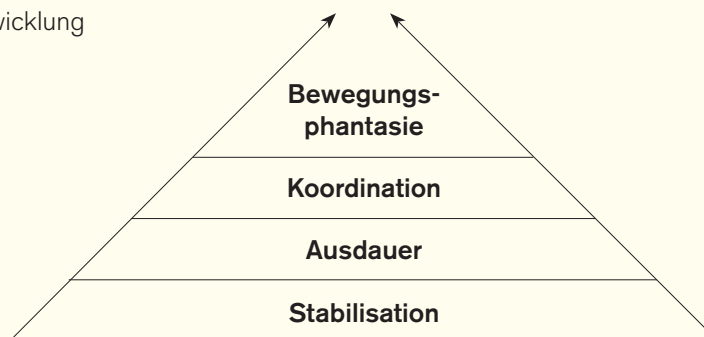 wicklung
Bewegungs-
phantasie
Koordination
Ausdauer
Stabilisation